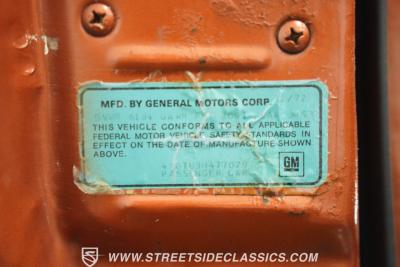 MFD. BY GENERAL MOTORS CORP.
THIS VEHICLE CONFORMS TO ALL APPLICABLE
FEDERAL MOTOR VEHICLE SAFETY STANDARDS IN
EFFECT ON THE DATE OF MANUFACTURE SHOWN
ABOVE.
GM
PASSENGER CAR
STREETSIDECLASSICS.COM